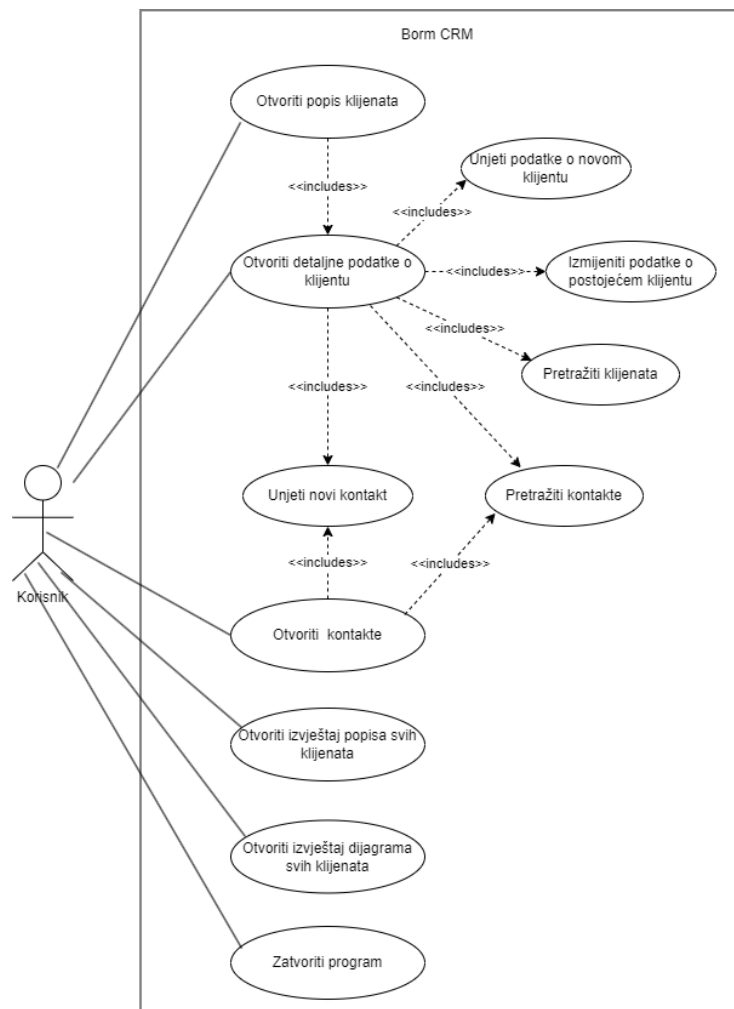 Borm CRM
Otvoriti popis klijenata
Unjeti podatke o novom
klijentu
<<includes>>
<<includes>>
Otvoriti detaljne podatke o
klijentu
<<includes>>
Izmijeniti podatke o
postojećem klijentu
<<includes>>
<<includes>>
<<includes>>
Pretražiti klijenata
Unjeti novi kontakt
Pretražiti kontakte
<<includes>>
<<includes>>
Korisnik
Otvoriti kontakte
Otvoriti izvještaj popisa svih
klijenata
Otvoriti izvještaj dijagrama
svih klijenata
Zatvoriti program